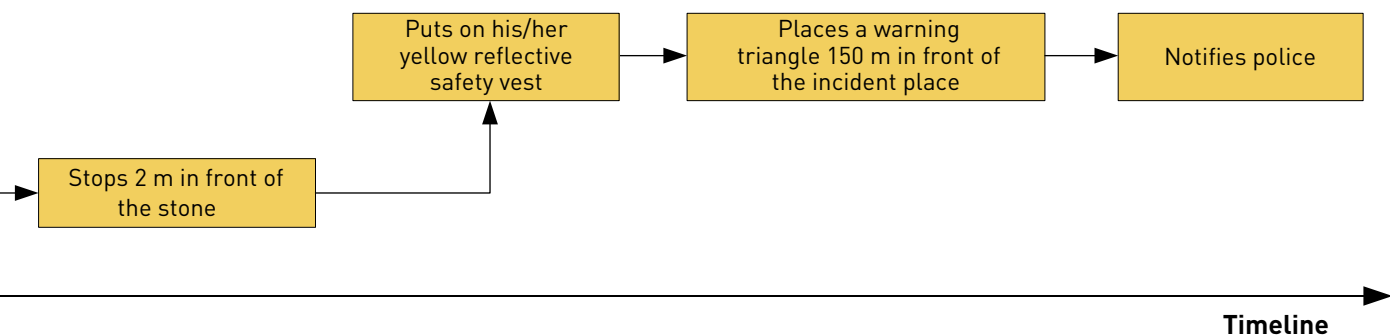 Puts on his/her
yellow reflective
safety vest
Places a warning
triangle 150 m in front of
the incident place
Notifies police
Stops 2 m in front of
the stone
Timeline